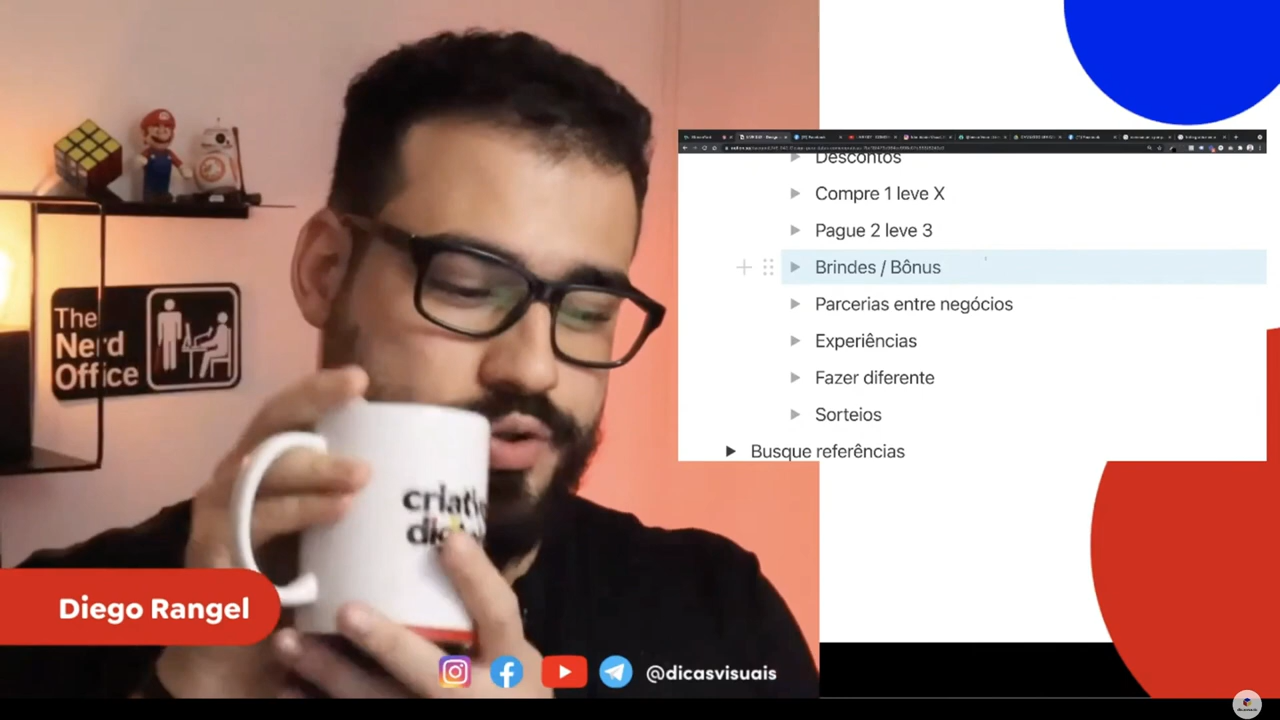 The
Nerd
Office
criati
Diego Rangel
@dicasvisuais
Descontos
Compre 1 leve X
Pague 2 leve 3
Brindes / Bônus
Parcerias entre negócios
Experiências
Fazer diferente
Sorteios
Busque referências